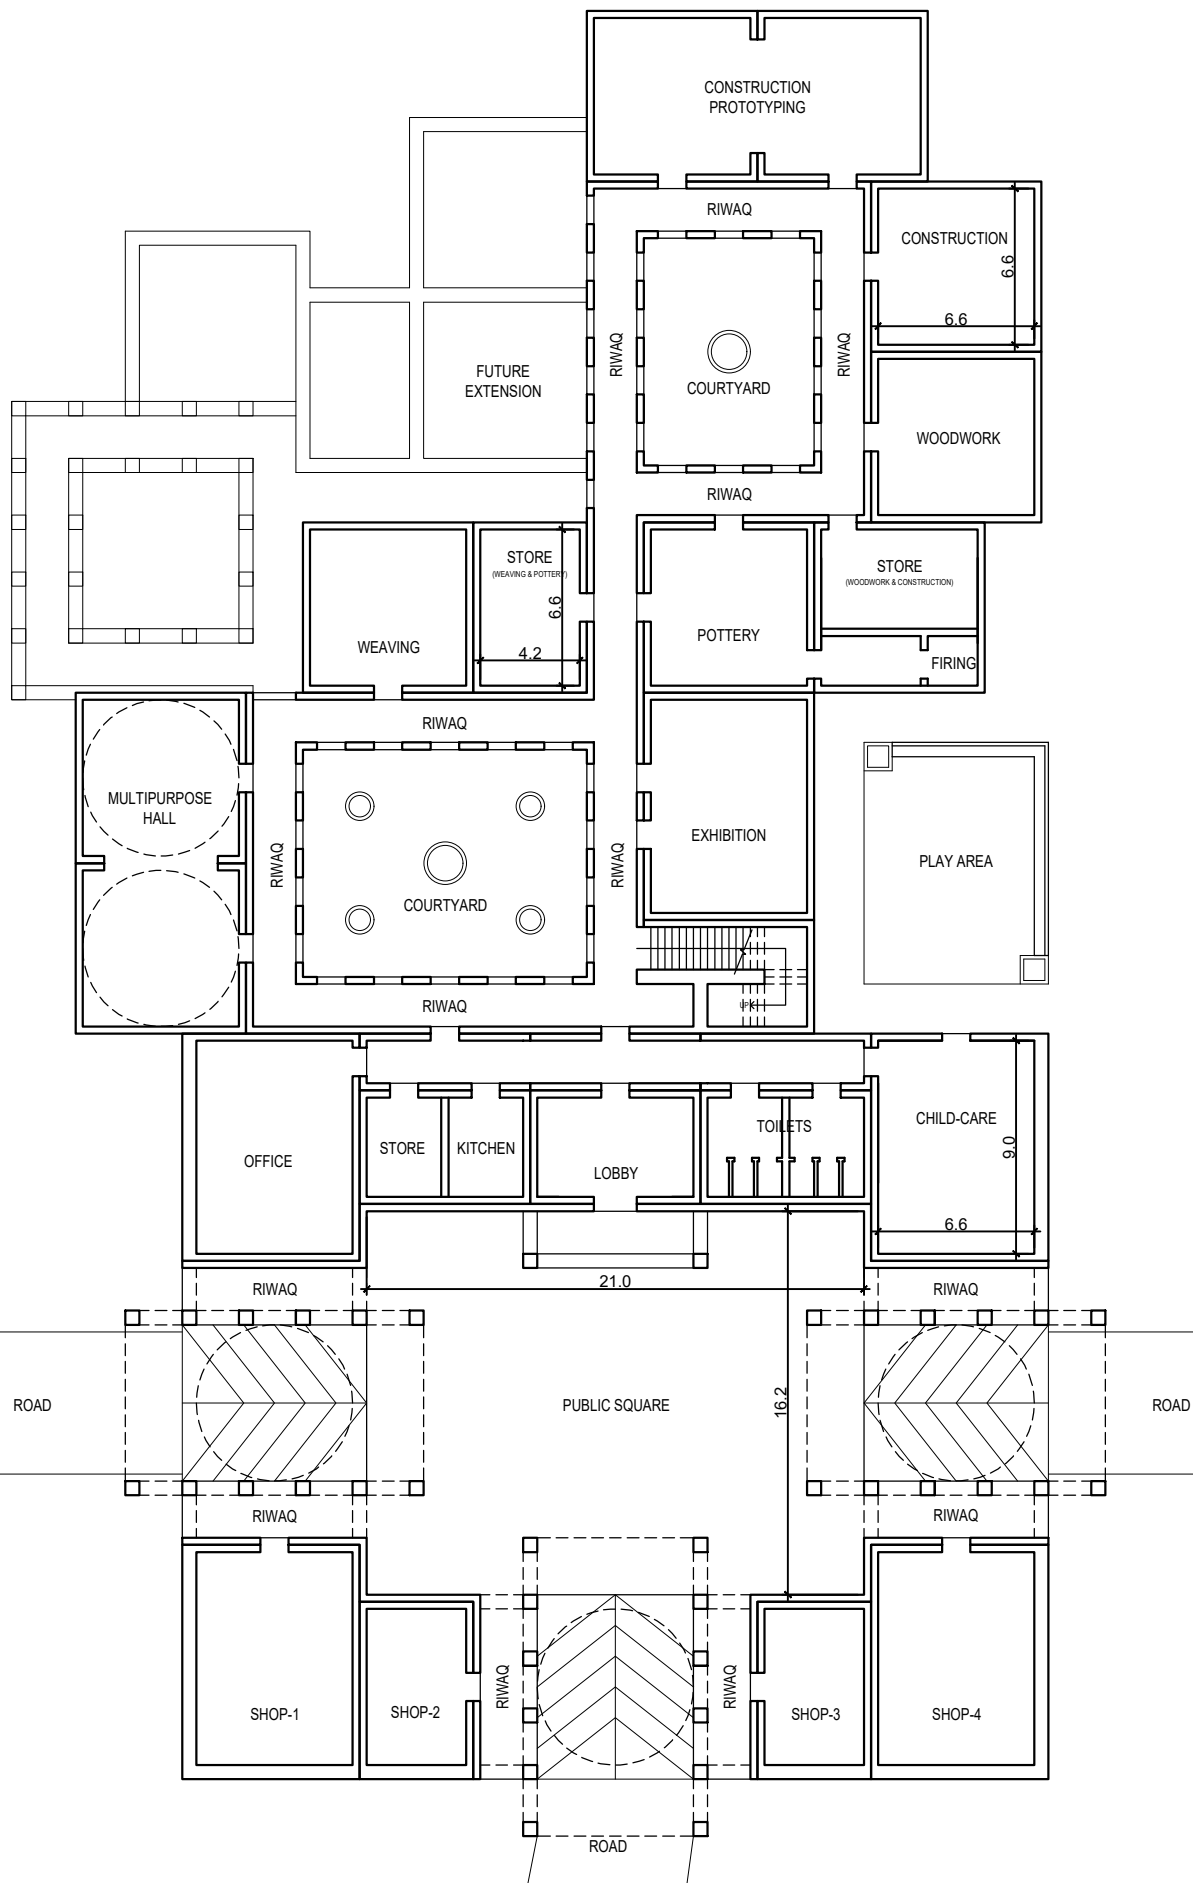 CONSTRUCTION
PROTOTYPING
RIWAQ
CONSTRUCTION
6.6
6.6
RIWAQ
RIWAQ
FUTURE
EXTENSION
COURTYARD
WOODWORK
RIWAQ
STORE
(WEAVING & POTTERY)
6.6
4.2
STORE
(WOODWORK & CONSTRUCTION)
WEAVING
POTTERY
FIRING
RIWAQ
MULTIPURPOSE
HALL
RIWAQ
COURTYARD
RIWAQ
EXHIBITION
PLAY AREA
RIWAQ
UP
OFFICE
STORE
KITCHEN
LOBBY
TOILETS
CHILD-CARE
9.0
6.6
RIWAQ
21.0
RIWAQ
ROAD
PUBLIC SQUARE
16.2
ROAD
RIWAQ
RIWAQ
SHOP-1
SHOP-2
RIWAQ
RIWAQ
SHOP-3
SHOP-4
ROAD